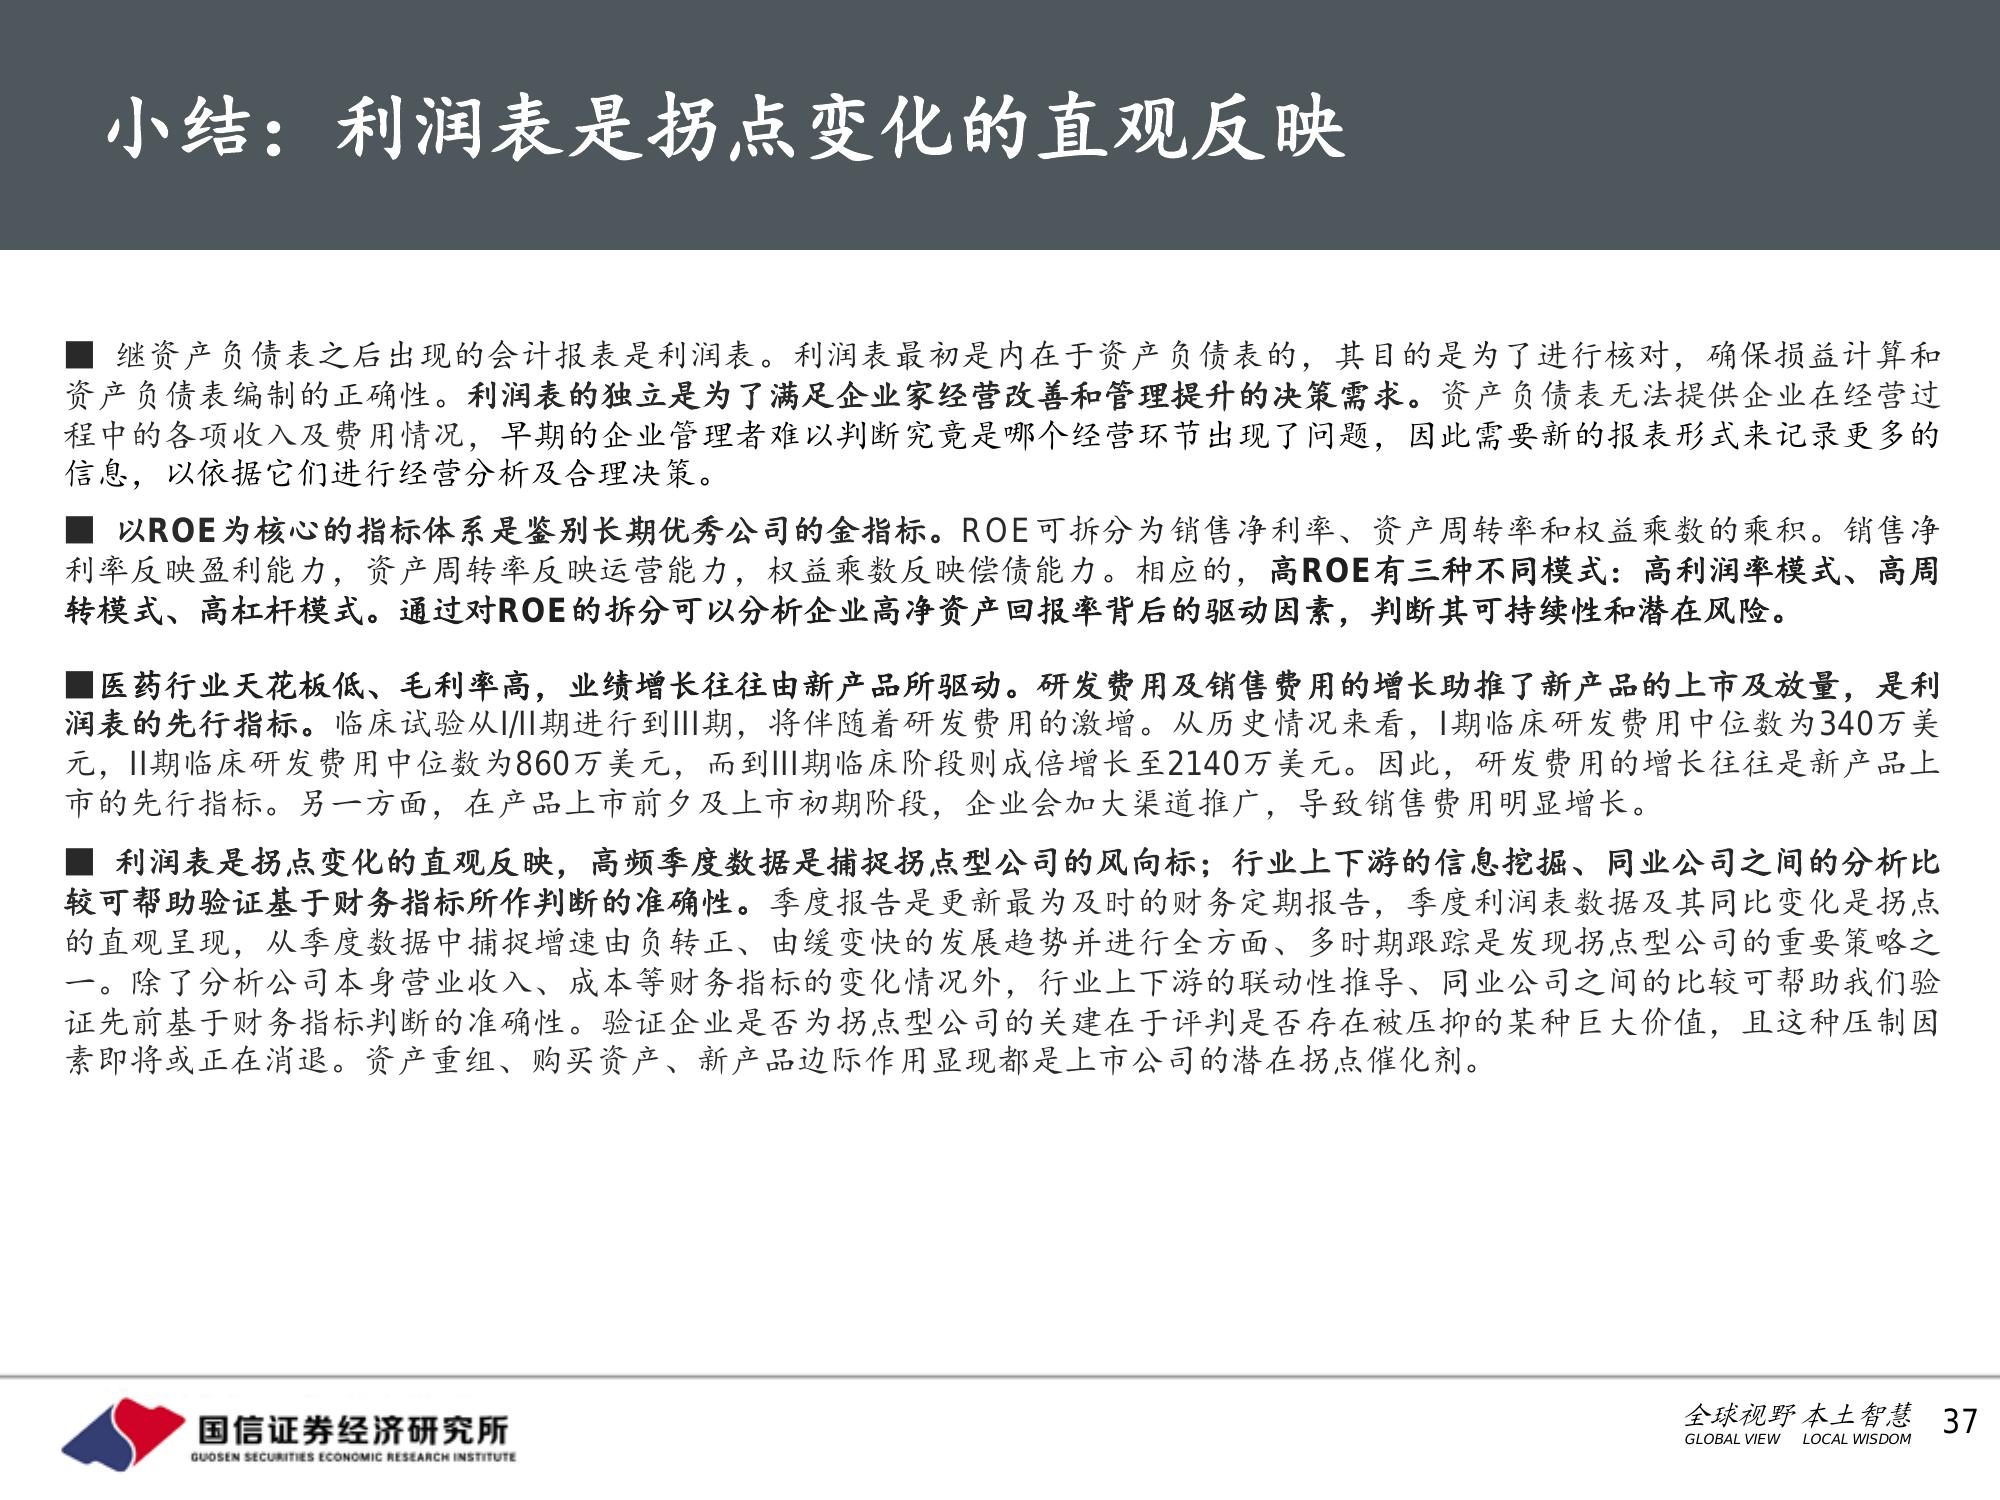 小结：利润表是拐点变化的直观反映
■ 继资产负债表之后出现的会计报表是利润表。利润表最初是内在于资产负债表的，其目的是为了进行核对，确保损益计算和
资产负债表编制的正确性。利润表的独立是为了满足企业家经营改善和管理提升的决策需求。资产负债表无法提供企业在经营过
程中的各项收入及费用情况，早期的企业管理者难以判断究竟是哪个经营环节出现了问题，因此需要新的报表形式来记录更多的
信息，以依据它们进行经营分析及合理决策。
■ 以ROE为核心的指标体系是鉴别长期优秀公司的金指标。ROE可拆分为销售净利率、资产周转率和权益乘数的乘积。销售净
利率反映盈利能力，资产周转率反映运营能力，权益乘数反映偿债能力。相应的，高ROE有三种不同模式：高利润率模式、高周
转模式、高杠杆模式。通过对ROE的拆分可以分析企业高净资产回报率背后的驱动因素，判断其可持续性和潜在风险。
■医药行业天花板低、毛利率高，业绩增长往往由新产品所驱动。研发费用及销售费用的增长助推了新产品的上市及放量，是利
润表的先行指标。临床试验从I/II期进行到III期，将伴随着研发费用的激增。从历史情况来看，I期临床研发费用中位数为340万美
元，II期临床研发费用中位数为860万美元，而到III期临床阶段则成倍增长至2140万美元。因此，研发费用的增长往往是新产品上
市的先行指标。另一方面，在产品上市前夕及上市初期阶段，企业会加大渠道推广，导致销售费用明显增长。
■ 利润表是拐点变化的直观反映，高频季度数据是捕捉拐点型公司的风向标；行业上下游的信息挖掘、同业公司之间的分析比
较可帮助验证基于财务指标所作判断的准确性。季度报告是更新最为及时的财务定期报告，季度利润表数据及其同比变化是拐点
的直观呈现，从季度数据中捕捉增速由负转正、由缓变快的发展趋势并进行全方面、多时期跟踪是发现拐点型公司的重要策略之
一。除了分析公司本身营业收入、成本等财务指标的变化情况外，行业上下游的联动性推导、同业公司之间的比较可帮助我们验
证先前基于财务指标判断的准确性。验证企业是否为拐点型公司的关建在于评判是否存在被压抑的某种巨大价值，且这种压制因
素即将或正在消退。资产重组、购买资产、新产品边际作用显现都是上市公司的潜在拐点催化剂。
国信证券经济研究所
GUOSEN SECURITIES ECONOMIC RESEARCH INSTITUTE
全球视野 本土智慧
GLOBAL VIEW LOCAL WISDOM
37